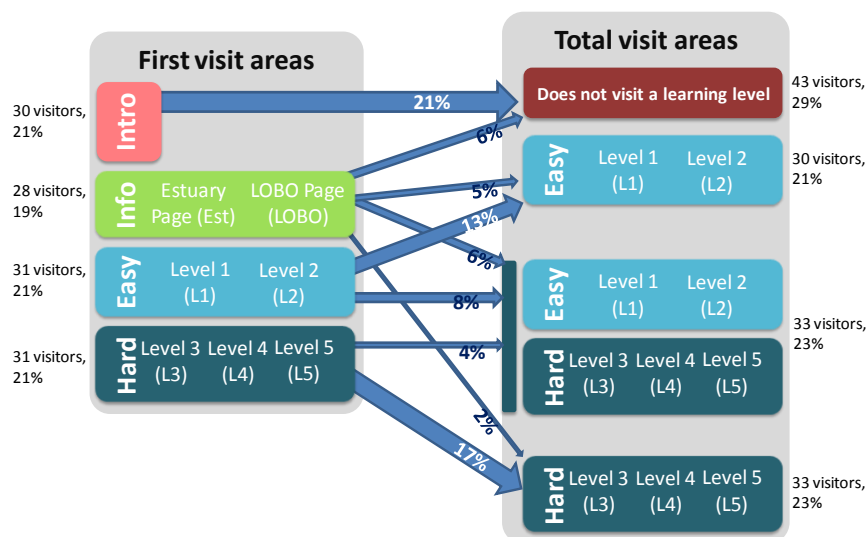 First visit areas
30 visitors,
21%
Intro
28 visitors,
19%
Info
Estuary
Page (Est)
LOBO Page
(LOBO)
31 visitors,
21%
Easy
Level 1
(L1)
Level 2
(L2)
31 visitors,
21%
Hard
Level 3
(L3)
Level 4
(L4)
Level 5
(L5)
21%
6%
5%
13%
6%
8%
4%
2%
17%
Total visit areas
Does not visit a learning level
43 visitors,
29%
Easy
Level 1
(L1)
Level 2
(L2)
30 visitors,
21%
Easy
Level 1
(L1)
Level 2
(L2)
Hard
Level 3
(L3)
Level 4
(L4)
Level 5
(L5)
33 visitors,
23%
Hard
Level 3
(L3)
Level 4
(L4)
Level 5
(L5)
33 visitors,
23%